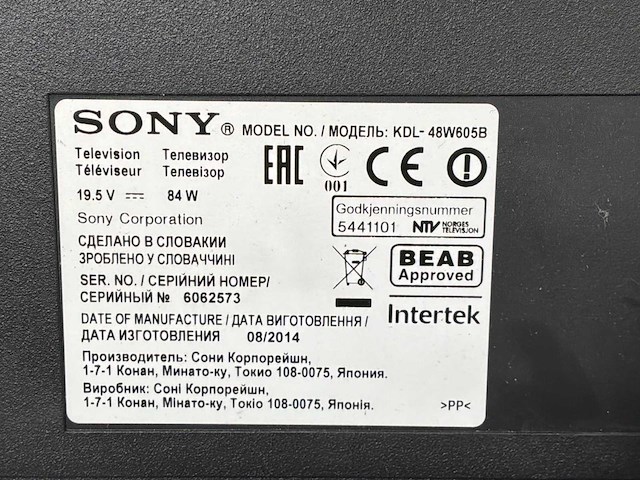 SONY® MODEL NO. / МОДЕЛЬ: KDL- 48W605B
Television Телевизор
Téléviseur Телевізор
19.5 V ⎓ 84 W
Sony Corporation
EAC
001
CE
Godkjenningsnummer
5441101 NTV NORGES TELEVISJON
СДЕЛАНО В СЛОВАКИИ
ЗРОБЛЕНО У СЛОВАЧЧИНІ
BEAB
Approved
SER. NO. / СЕРІЙНИЙ НОМЕР/
СЕРИЙНЫЙ № 6062573
Intertek
DATE OF MANUFACTURE / ДАТА ВИГОТОВЛЕННЯ /
ДАТА ИЗГОТОВЛЕНИЯ 08/2014
Производитель: Сони Корпорейшн,
1-7-1 Конан, Минато-ку, Токио 108-0075, Япония.
Виробник: Соні Корпорейшн,
1-7-1 Конан, Мінато-ку, Токіо 108-0075, Японія. >PP<